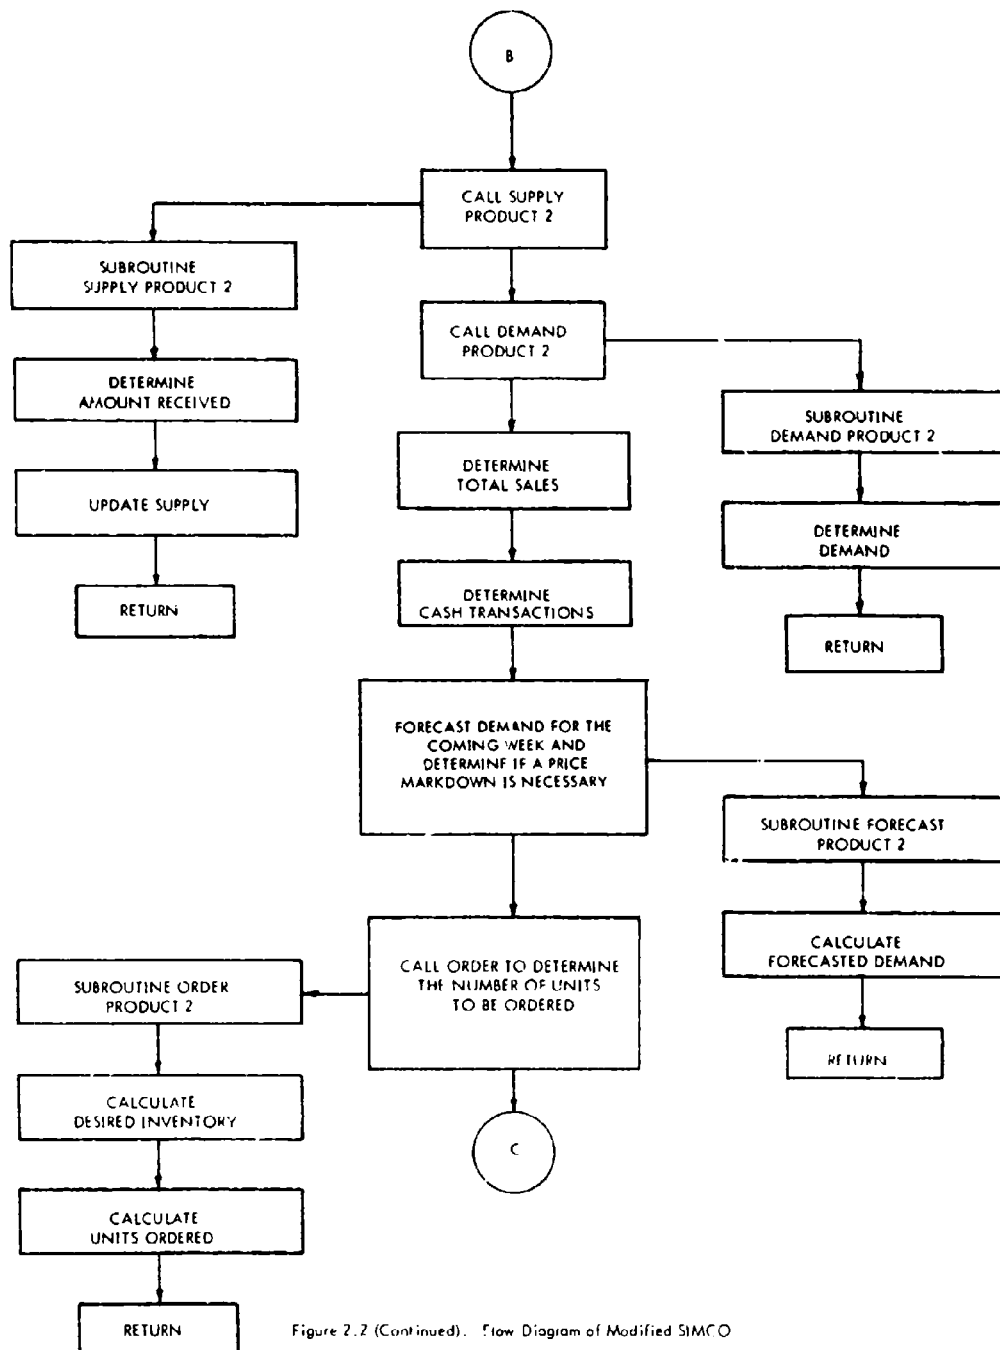 B
CALL SUPPLY
PRODUCT 2
SUBROUTINE
SUPPLY PRODUCT 2
CALL DEMAND
PRODUCT 2
DETERMINE
AMOUNT RECEIVED
SUBROUTINE
DEMAND PRODUCT 2
DETERMINE
TOTAL SALES
UPDATE SUPPLY
DETERMINE
DEMAND
DETERMINE
CASH TRANSACTIONS
RETURN
RETURN
FORECAST DEMAND FOR THE
COMING WEEK AND
DETERMINE IF A PRICE
MARKDOWN IS NECESSARY
SUBROUTINE FORECAST
PRODUCT 2
CALL ORDER TO DETERMINE
THE NUMBER OF UNITS
TO BE ORDERED
CALCULATE
FORECASTED DEMAND
SUBROUTINE ORDER
PRODUCT 2
RETURN
CALCULATE
DESIRED INVENTORY
C
CALCULATE
UNITS ORDERED
RETURN
Figure 2.2 (Continued). Flow Diagram of Modified SIMCO